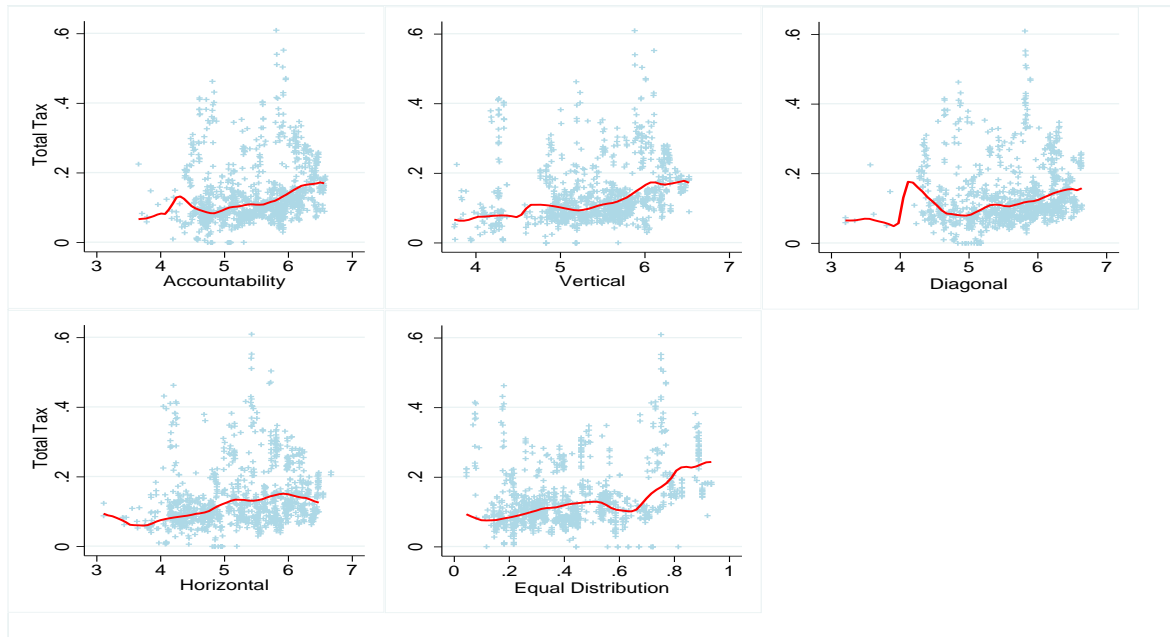 Total Tax
.6
.4
.2
0
3 4 5 6 7
Accountability
.6
.4
.2
0
4 5 6 7
Vertical
.6
.4
.2
0
3 4 5 6 7
Diagonal
Total Tax
.6
.4
.2
0
3 4 5 6 7
Horizontal
.6
.4
.2
0
0 .2 .4 .6 .8 1
Equal Distribution